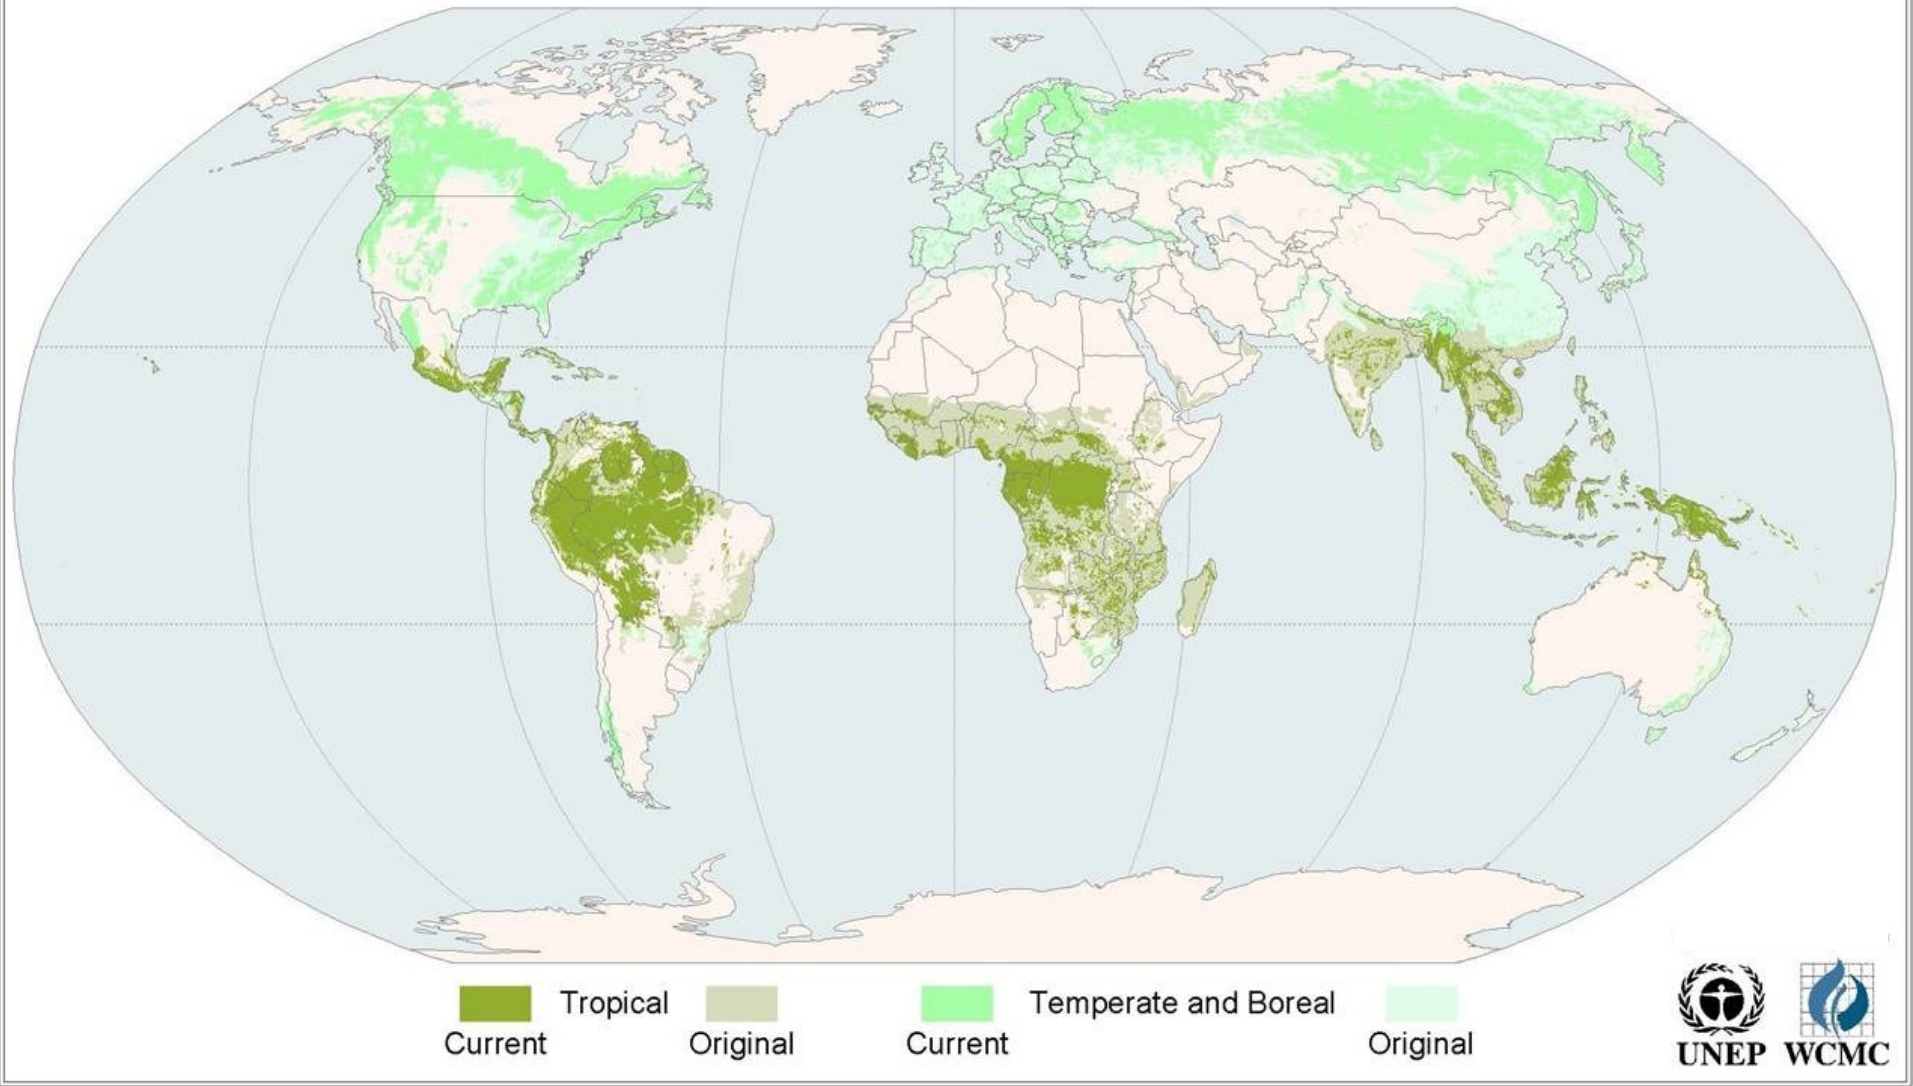 Tropical
Temperate and Boreal
Current
Original
Current
Original
UNEP WCMC